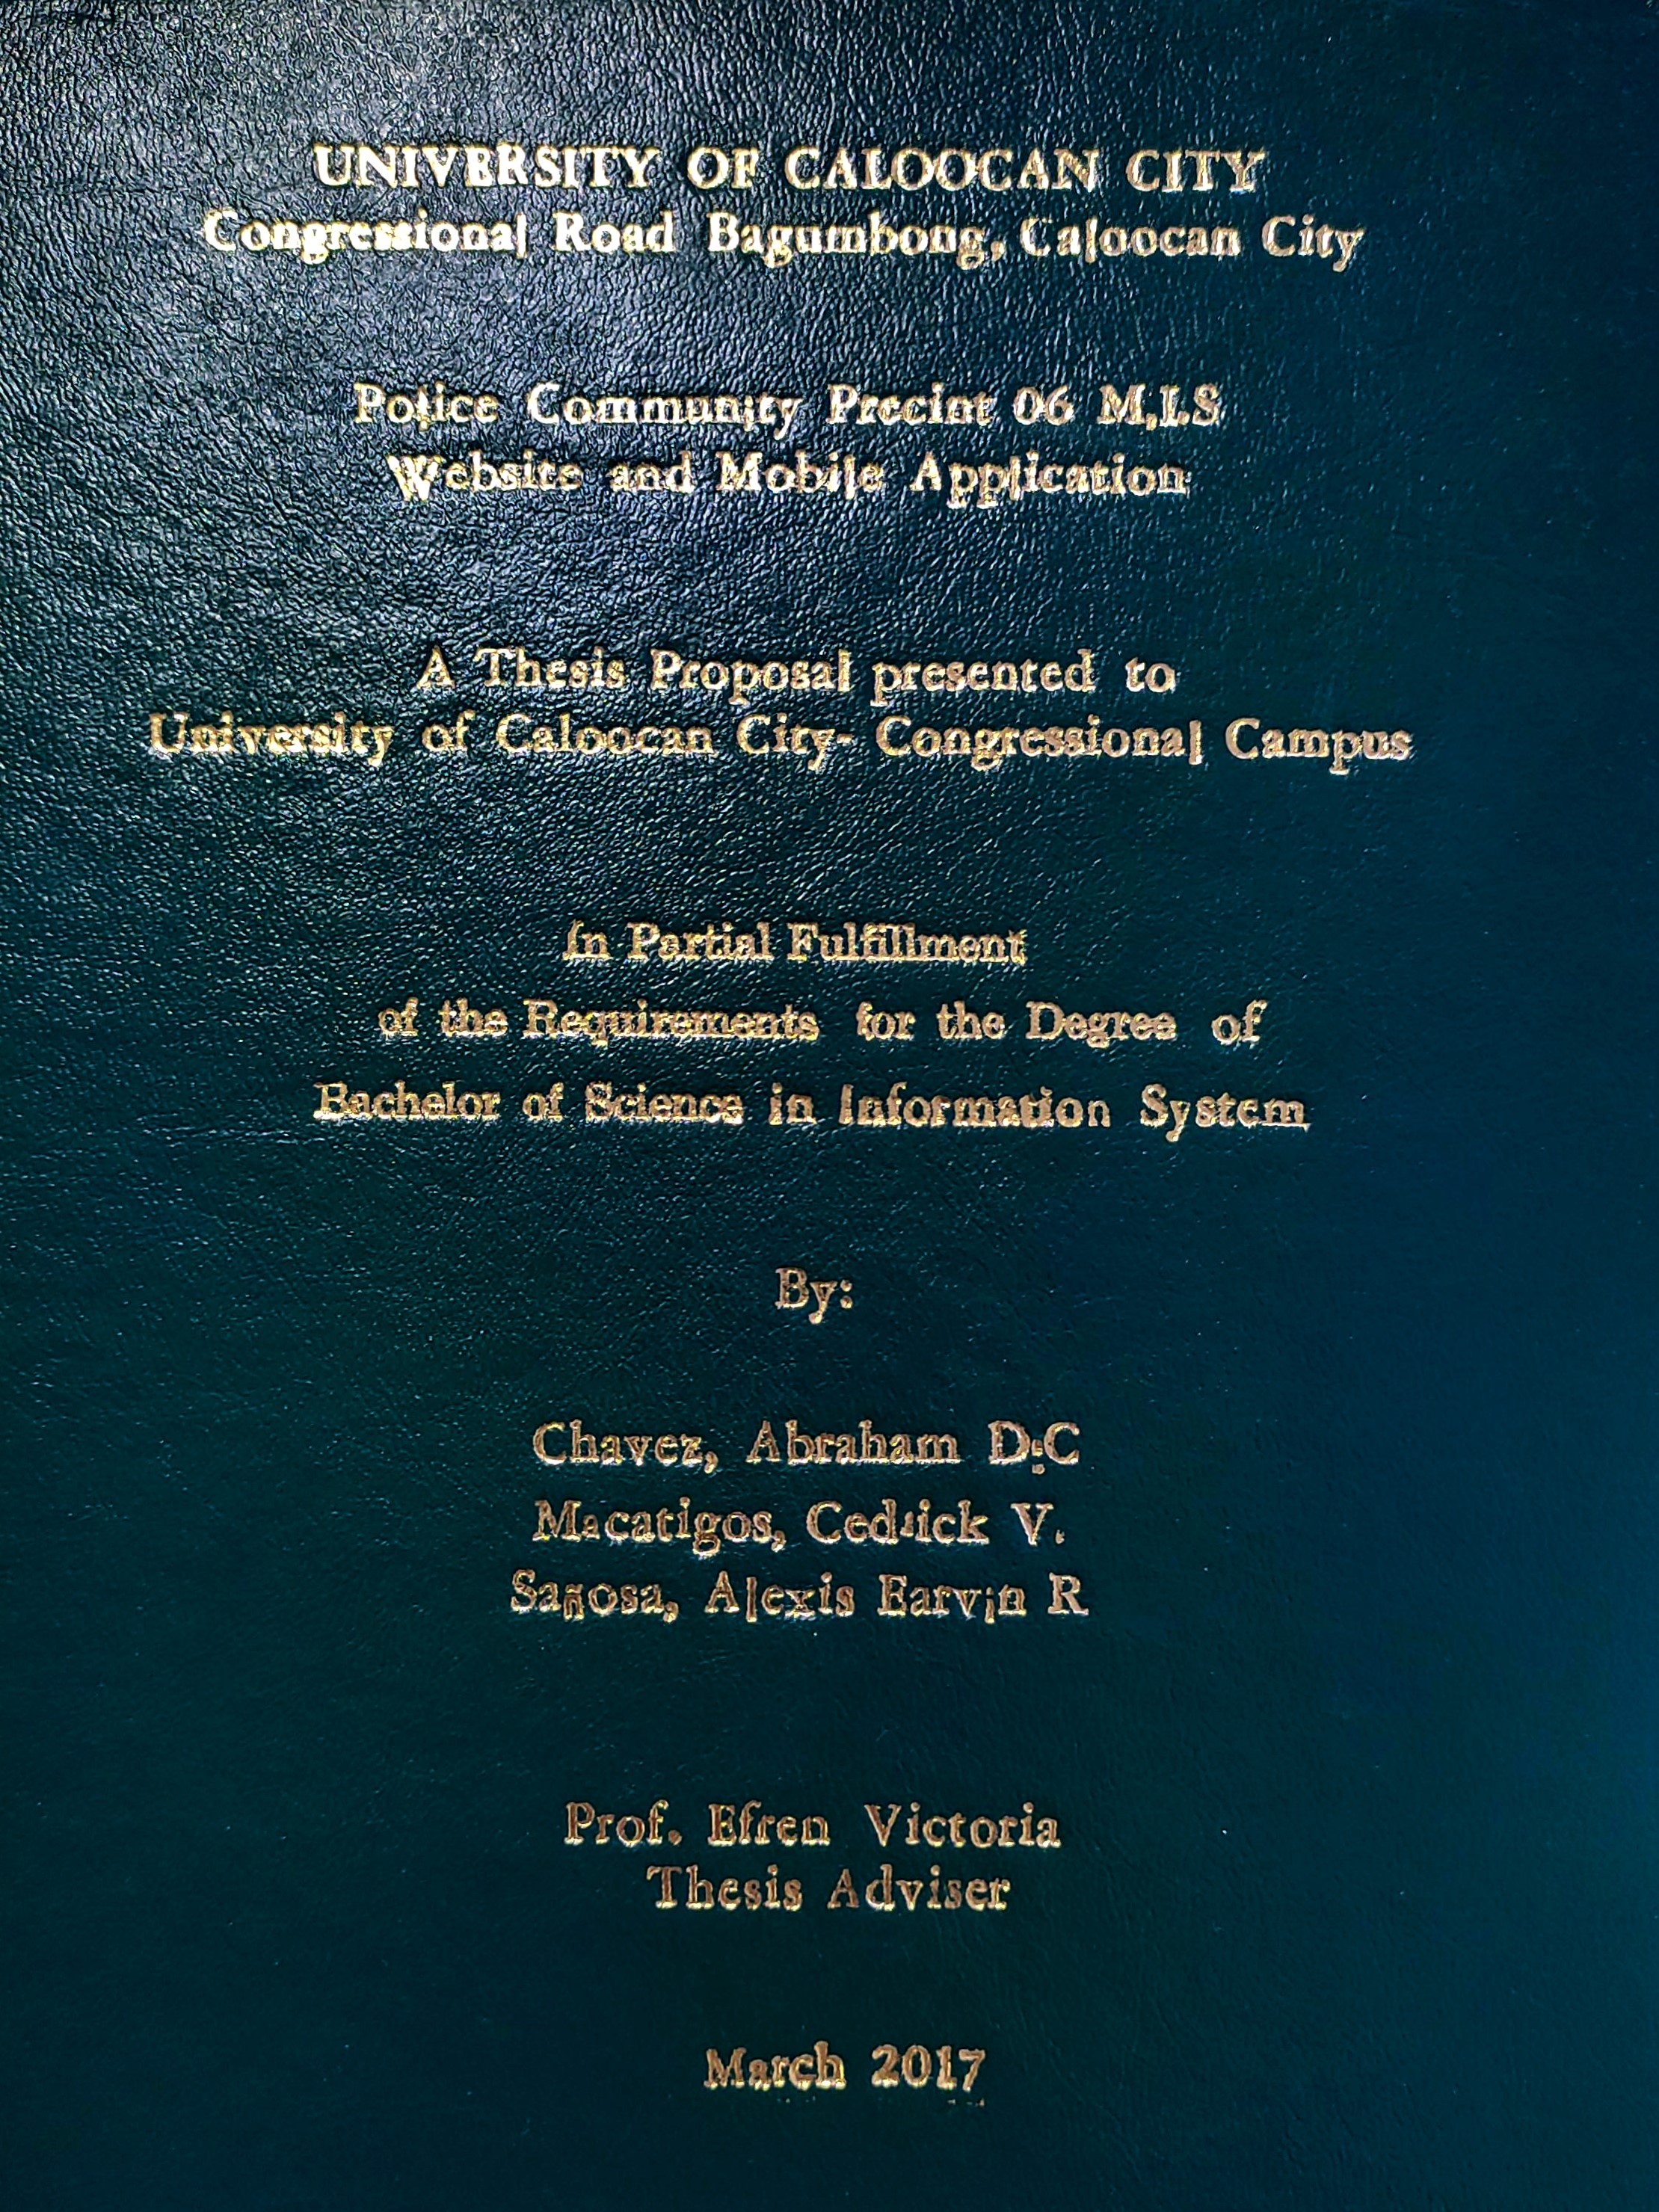 UNIVERSITY OF CALOOCAN CITY
Congressional Road Bagumbong, Caloocan City
Police Community Precint 06 M.I.S
Website and Mobile Application
A Thesis Proposal presented to
University of Caloocan City- Congressional Campus
In Partial Fulfillment
of the Requirements for the Degree of
Bachelor of Science in Information System
By:
Chavez, Abraham D.C
Macatigos, Cedrick V.
Sañosa, Alexis Earvin R
Prof. Efren Victoria
Thesis Adviser
March 2017